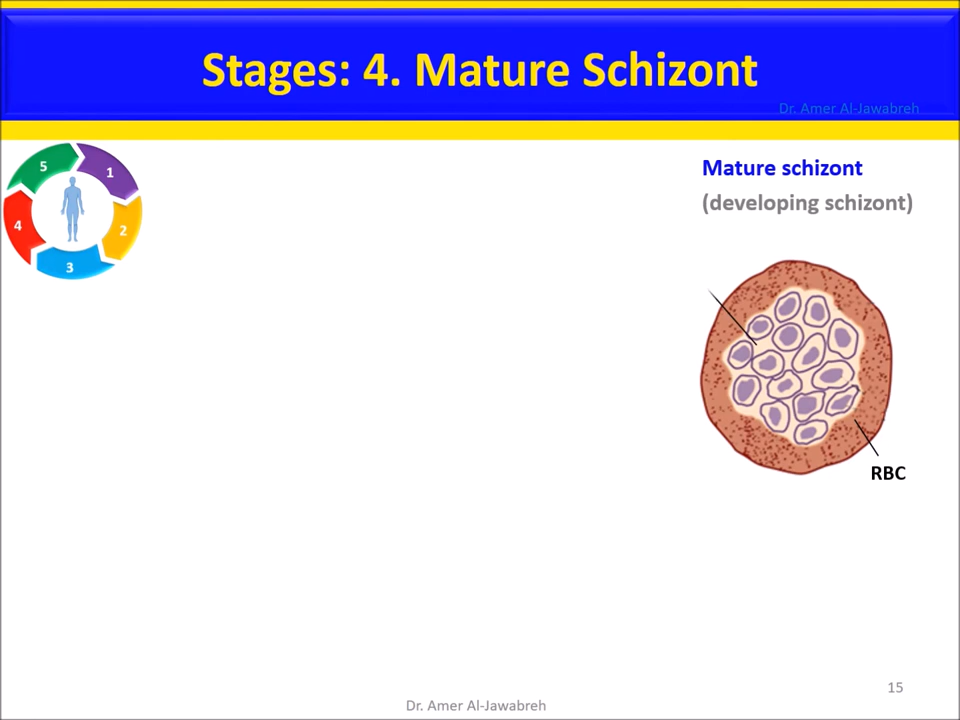 Stages: 4. Mature Schizont
Dr. Amer Al-Jawabreh
5
1
4
2
3
Mature schizont
(developing schizont)
RBC
15
Dr. Amer Al-Jawabreh